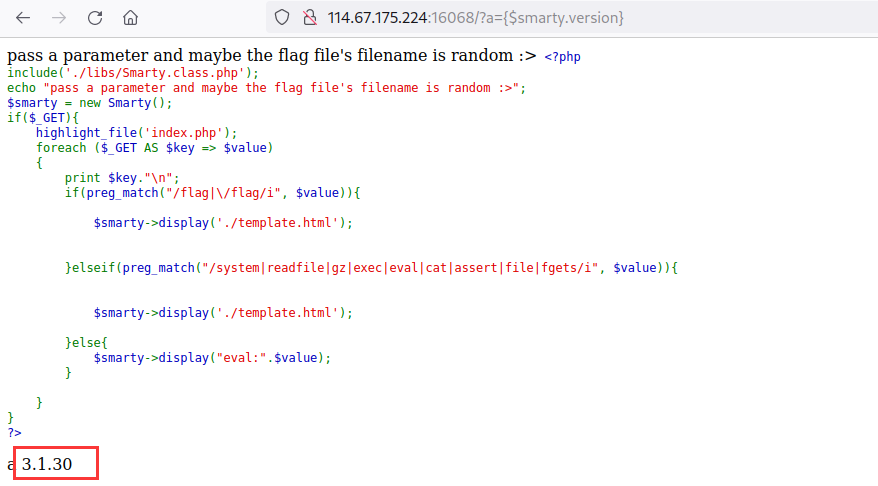 114.67.175.224:16068/?a={$smarty.version}
pass a parameter and maybe the flag file's filename is random :> <?php
include('./libs/Smarty.class.php');
echo "pass a parameter and maybe the flag file's filename is random :>";
$smarty = new Smarty();
if($_GET){
    highlight_file('index.php');
    foreach ($_GET AS $key => $value)
    {
        print $key."\n";
        if(preg_match("/flag|\/flag/i", $value)){
            $smarty->display('./template.html');
        }elseif(preg_match("/system|readfile|gz|exec|eval|cat|assert|file|fgets/i", $value)){
            $smarty->display('./template.html');
        }else{
            $smarty->display("eval:".$value);
        }
    }
}
?>
a 3.1.30